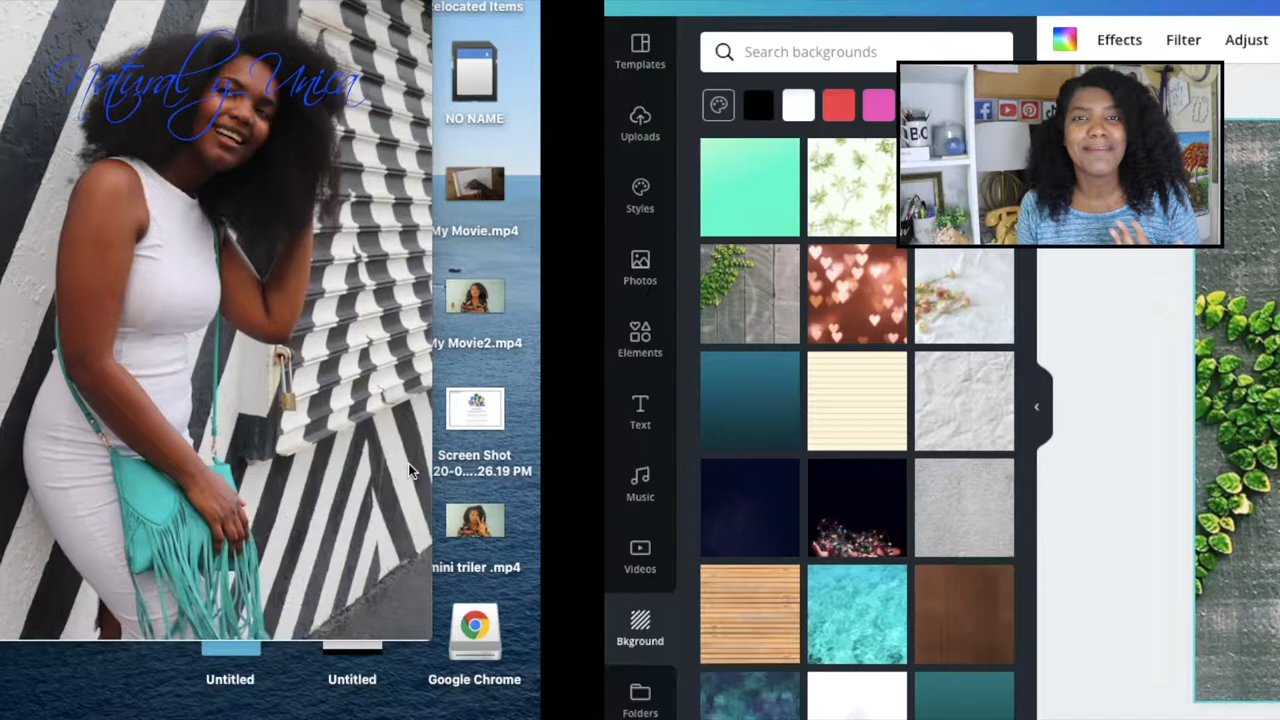 Natural y Unica
elocated Items
NO NAME
My Movie.mp4
My Movie2.mp4
Screen Shot
20-0....26.19 PM
mini triler .mp4
Google Chrome
Untitled
Untitled
Templates
Uploads
Styles
Photos
Elements
Text
Music
Videos
Bkground
Folders
Search backgrounds
Effects
Filter
Adjust